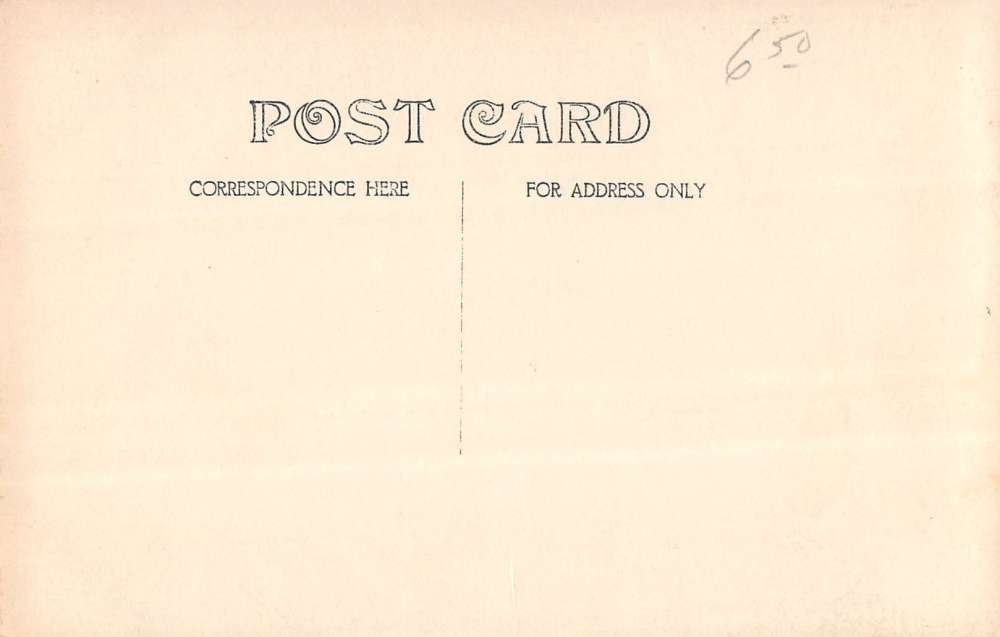 6 50
POST CARD
CORRESPONDENCE HERE
FOR ADDRESS ONLY